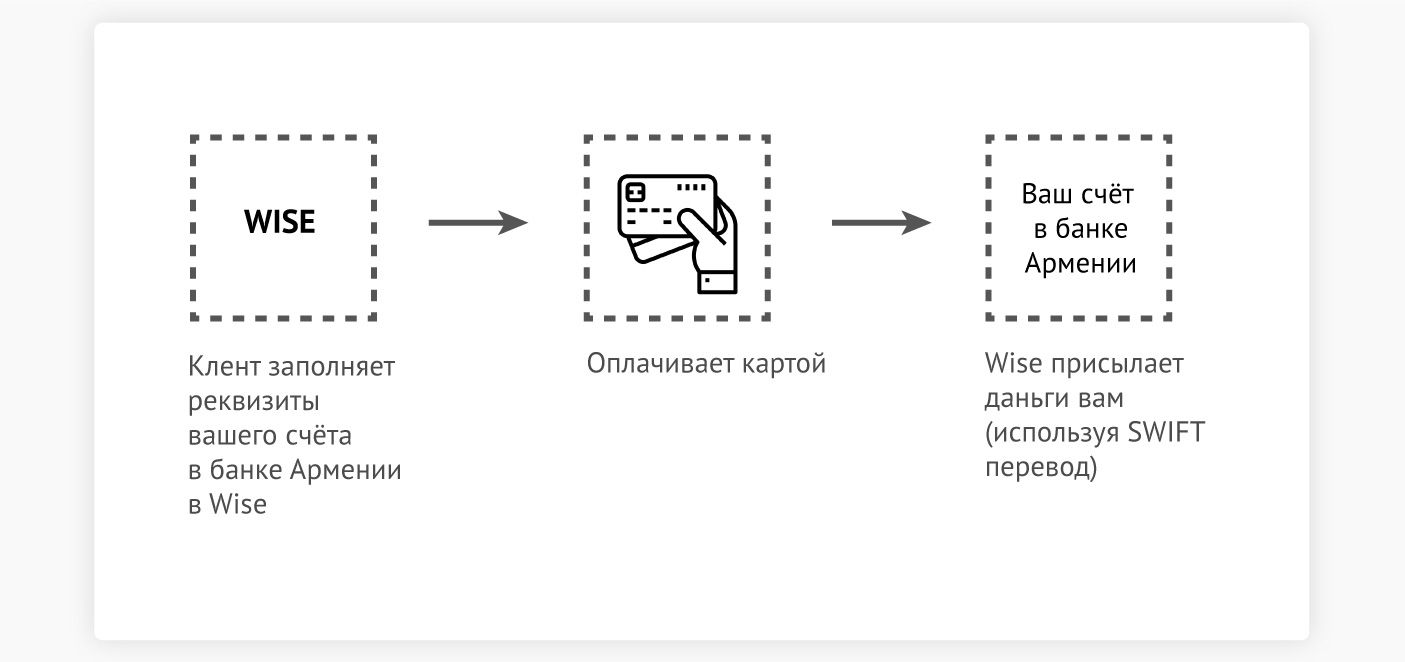 WISE
Клент заполняет
реквизиты
вашего счёта
в банке Армении
в Wise
Оплачивает картой
Ваш счёт
в банке
Армении
Wise присылает
даньги вам
(используя SWIFT
перевод)